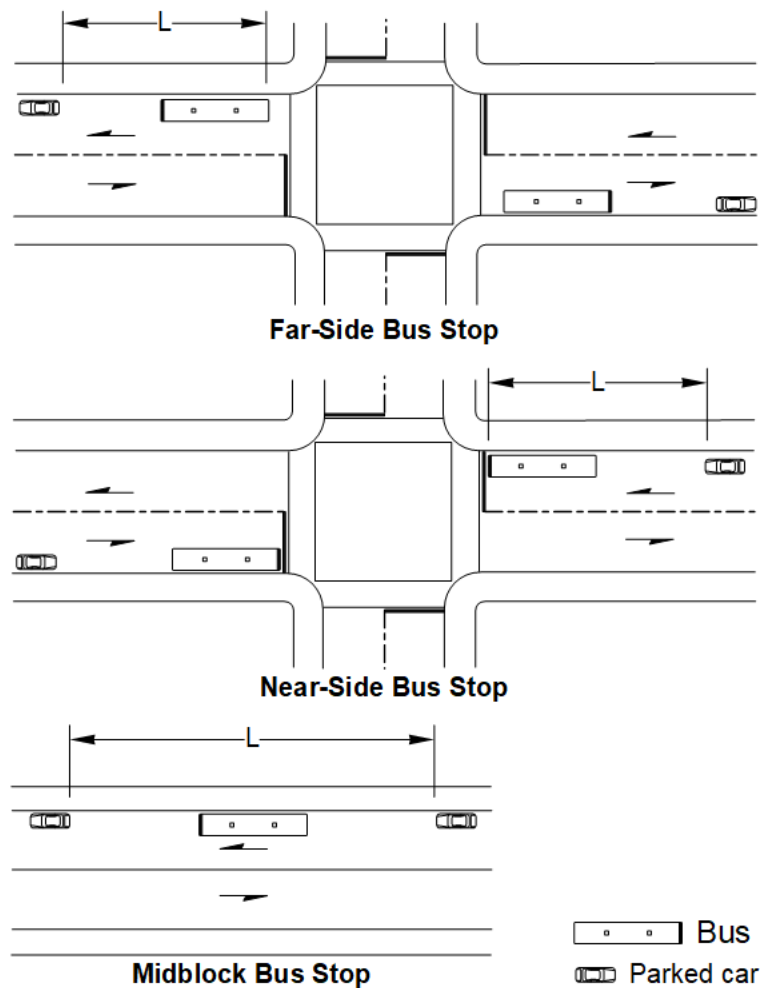 L
Far-Side Bus Stop
L
Near-Side Bus Stop
L
Bus
Midblock Bus Stop
Parked car